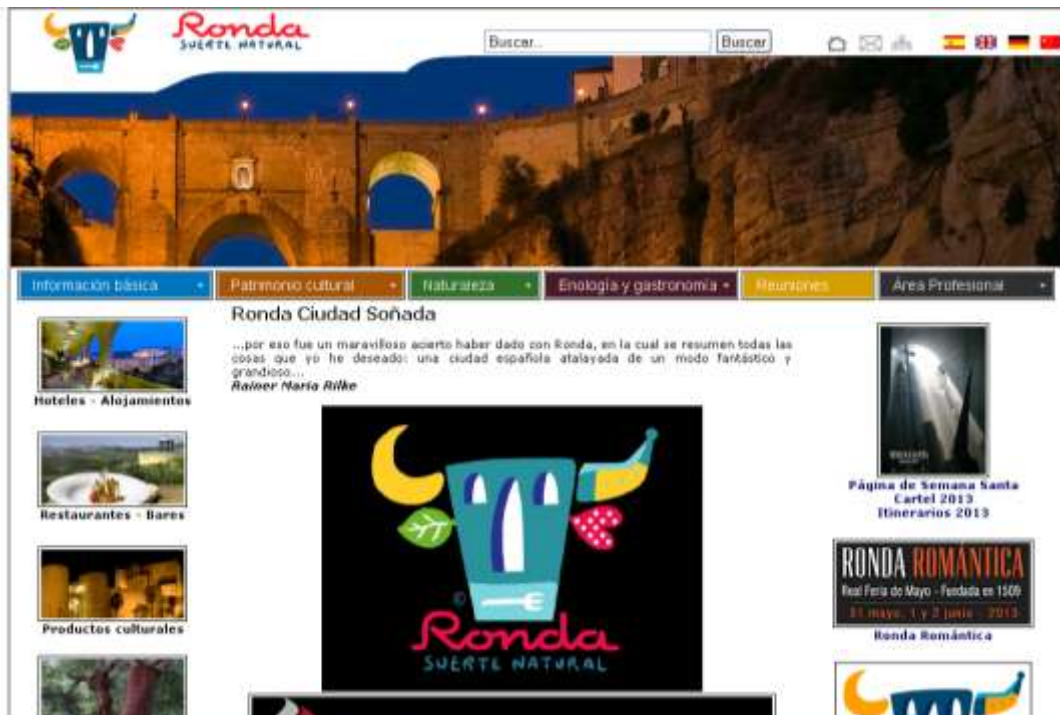 Ronda
SUERTE NATURAL
Buscar..
Buscar
Información básica
Patrimonio cultural
Naturaleza
Enología y gastronomía
Reuniones
Área Profesional
Ronda Ciudad Soñada
...por eso fue un maravilloso acierto haber dado con Ronda, en la cual se resumen todas las
cosas que yo he deseado: una ciudad española atalayada de un modo fantástico y
grandioso...
Rainer Maria Rilke
Hoteles - Alojamientos
Restaurantes - Bares
Productos culturales
©
Ronda
SUERTE NATURAL
Página de Semana Santa
Cartel 2013
Itinerarios 2013
RONDA ROMÁNTICA
Real Feria de Mayo - Fundada en 1509
31 mayo, 1 y 2 junio - 2013
Ronda Romántica